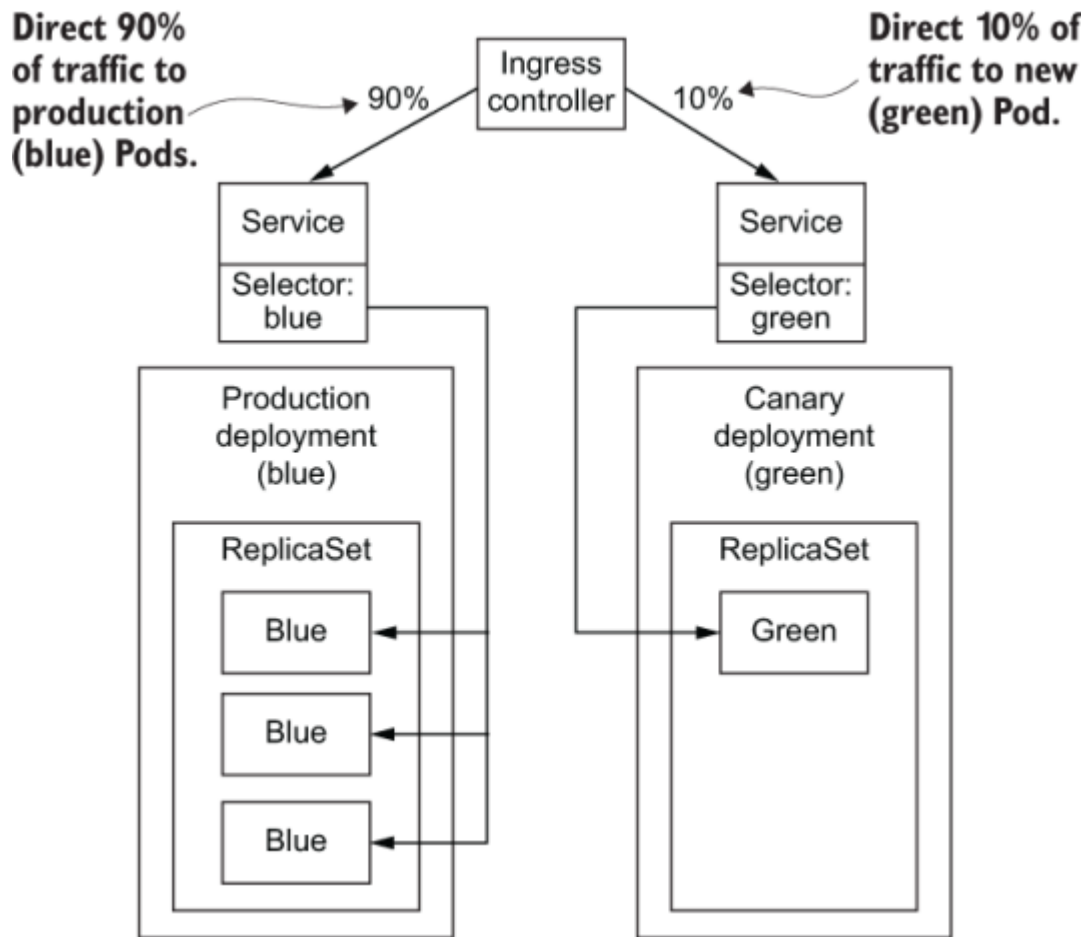 Direct 90%
of traffic to
production
(blue) Pods.
Ingress
controller
90%
10%
Direct 10% of
traffic to new
(green) Pod.
Service
Selector:
blue
Service
Selector:
green
Production
deployment
(blue)
ReplicaSet
Blue
Blue
Blue
Canary
deployment
(green)
ReplicaSet
Green